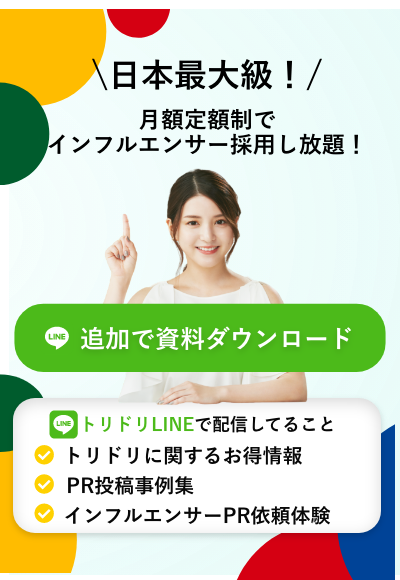 \日本最大級！/
月額定額制で
インフルエンサー採用し放題！
LINE 追加で資料ダウンロード
LINE トリドリLINEで配信してること
トリドリに関するお得情報
PR投稿事例集
インフルエンサーPR依頼体験